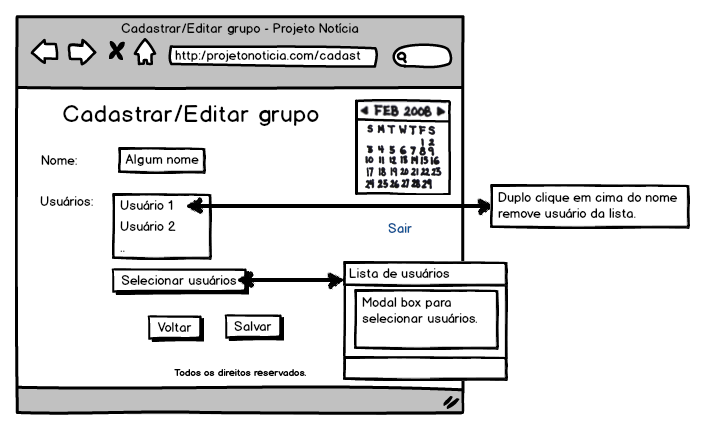 Cadastrar/Editar grupo - Projeto Notícia
http:/projetonoticia.com/cadast
Cadastrar/Editar grupo
FEB 2008
S M T W T F S
1 2
3 4 5 6 7 8 9
10 11 12 13 14 15 16
17 18 19 20 21 22 23
24 25 26 27 28 29
Nome:
Algum nome
Usuários:
Usuário 1
Usuário 2
..
Duplo clique em cima do nome
remove usuário da lista.
Sair
Selecionar usuários
Lista de usuários
Modal box para
selecionar usuários.
Voltar
Salvar
Todos os direitos reservados.